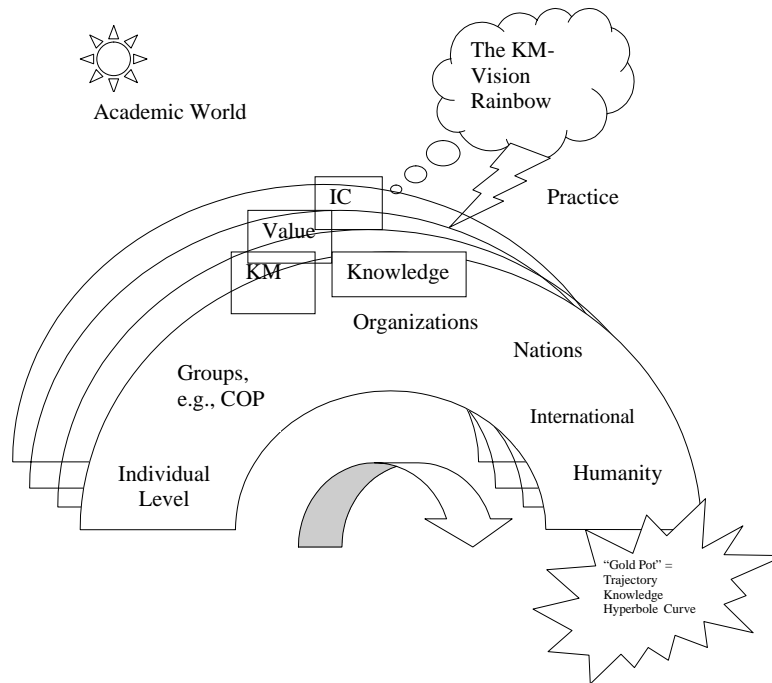 The KM-
Vision
Rainbow
Academic World
Practice
IC
Value
KM
Knowledge
Organizations
Nations
Groups,
e.g., COP
International
Individual
Level
Humanity
“Gold Pot” =
Trajectory
Knowledge
Hyperbole Curve